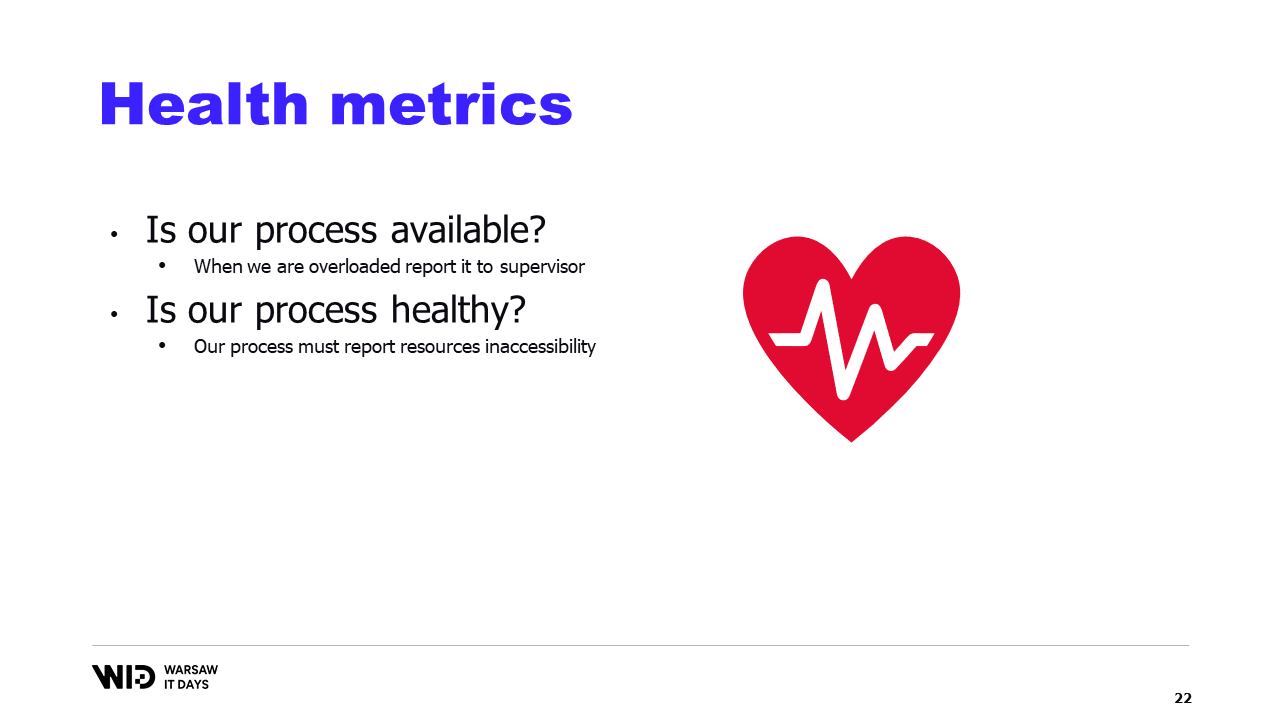 Health metrics
• Is our process available?
• When we are overloaded report it to supervisor
• Is our process healthy?
• Our process must report resources inaccessibility
WID
WARSAW
IT DAYS
22